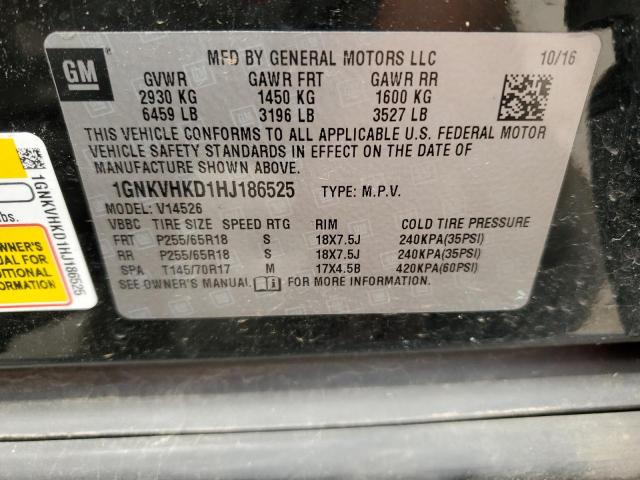 GM
MFD BY GENERAL MOTORS LLC 10/16
GVWR GAWR FRT GAWR RR
2930 KG 1450 KG 1600 KG
6459 LB 3196 LB 3527 LB
THIS VEHICLE CONFORMS TO ALL APPLICABLE U.S. FEDERAL MOTOR
VEHICLE SAFETY STANDARDS IN EFFECT ON THE DATE OF
MANUFACTURE SHOWN ABOVE.
1GNKVHKD1HJ186525 TYPE: M.P.V.
MODEL: V14526
VBBC TIRE SIZE SPEED RTG RIM COLD TIRE PRESSURE
FRT P255/65R18 S 18X7.5J 240KPA(35PSI)
RR P255/65R18 S 18X7.5J 240KPA(35PSI)
SPA T145/70R17 M 17X4.5B 420KPA(60PSI)
SEE OWNER'S MANUAL FOR MORE INFORMATION.
1GNKVHKD1HJ186525
lbs.
OWNER'S
MANUAL
ADDITIONAL
INFORMATION